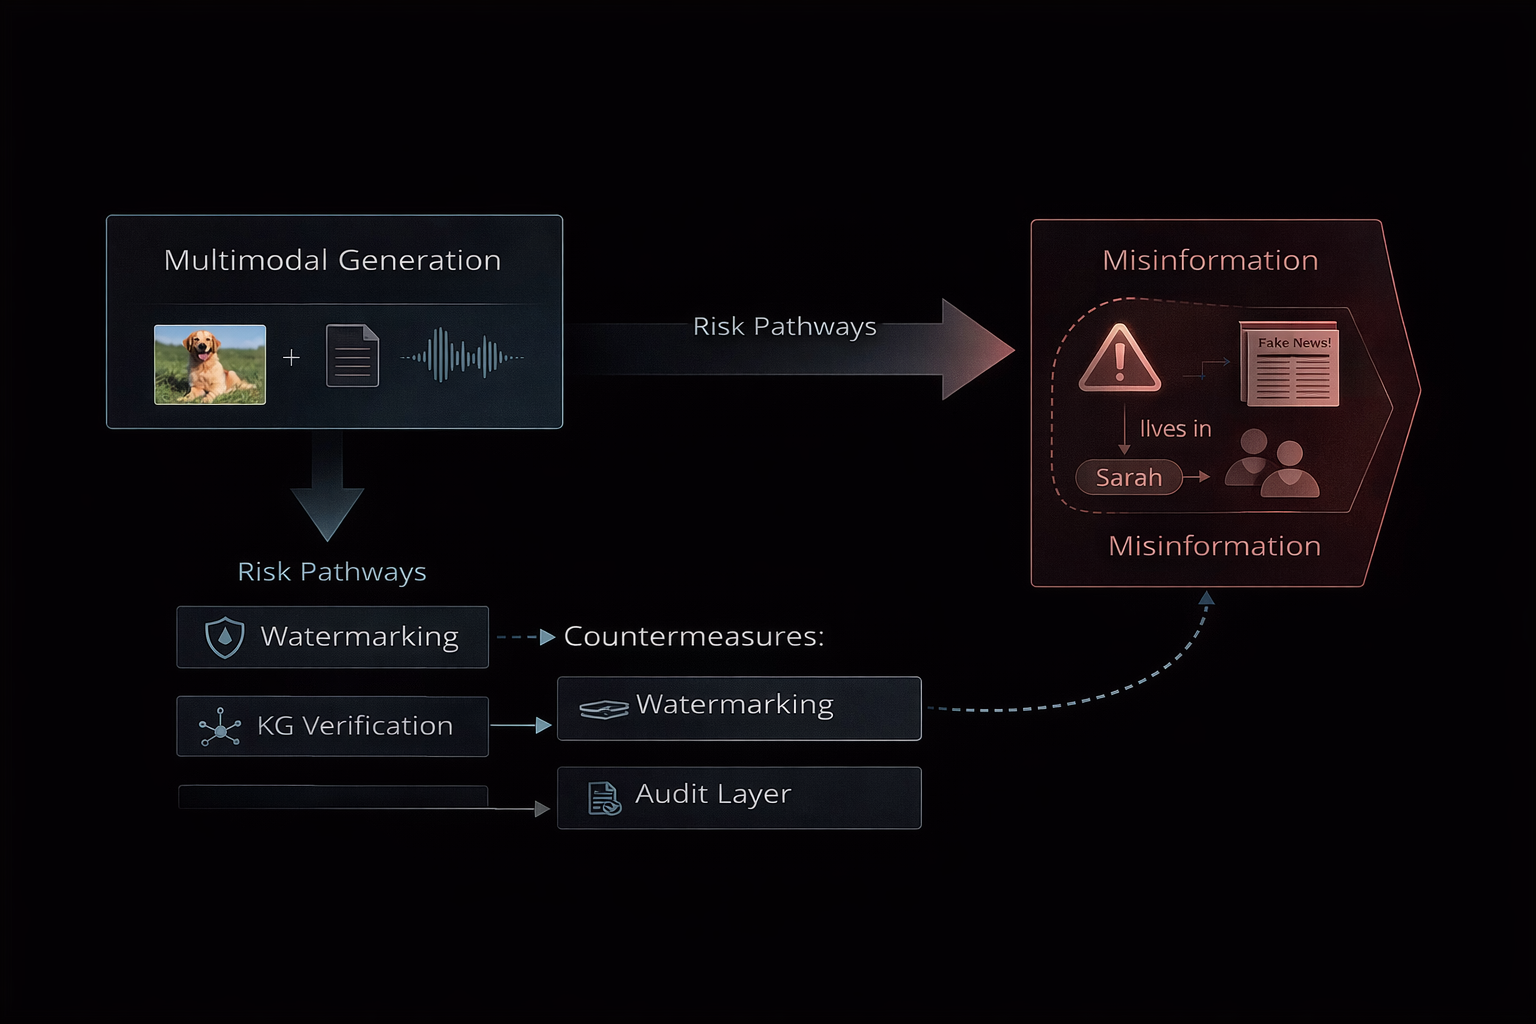 Multimodal Generation
+
Risk Pathways
Misinformation
Fake News!
llves in
Sarah
Misinformation
Risk Pathways
Watermarking
Countermeasures:
KG Verification
Watermarking
Audit Layer